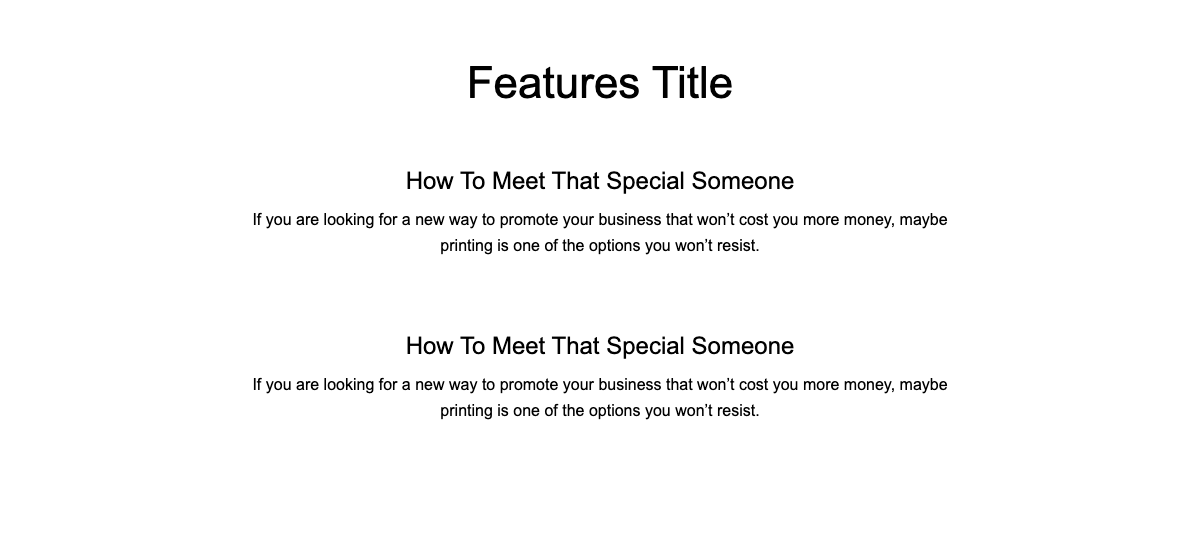 Features Title
How To Meet That Special Someone
If you are looking for a new way to promote your business that won’t cost you more money, maybe
printing is one of the options you won’t resist.
How To Meet That Special Someone
If you are looking for a new way to promote your business that won’t cost you more money, maybe
printing is one of the options you won’t resist.